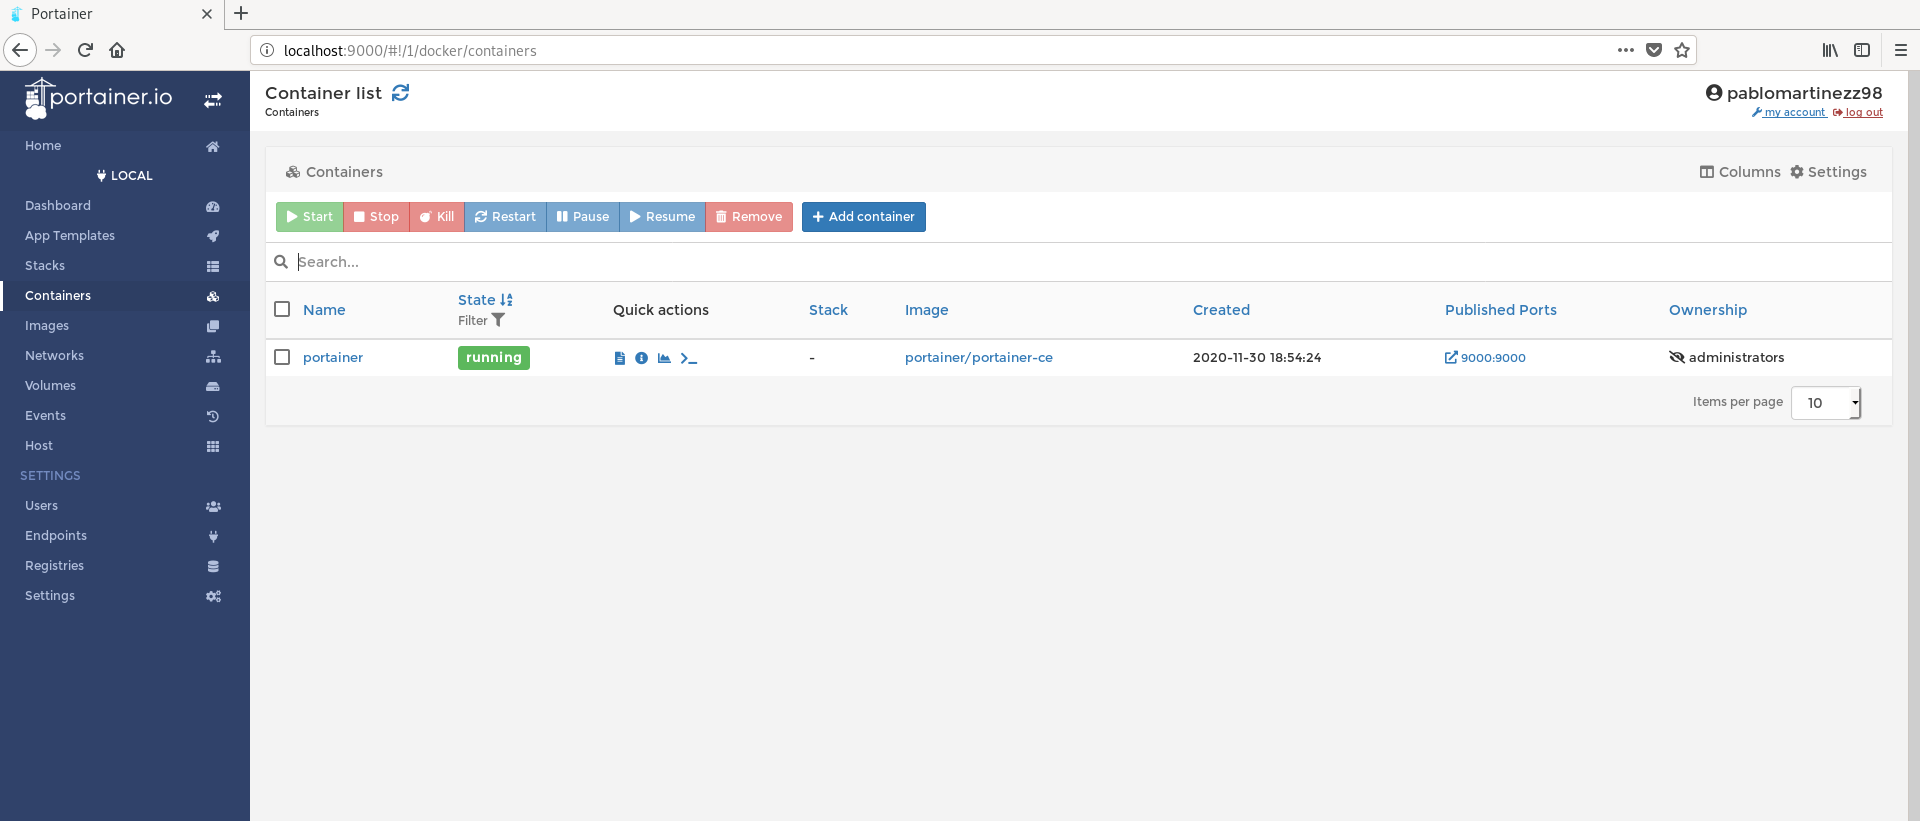 Portainer
localhost:9000/#!/1/docker/containers
portainer.io
Home
LOCAL
Dashboard
App Templates
Stacks
Containers
Images
Networks
Volumes
Events
Host
SETTINGS
Users
Endpoints
Registries
Settings
Container list
Containers
pablomartinezz98
my account log out
Containers
Columns Settings
Start Stop Kill Restart Pause Resume Remove Add container
Search...
Name State Filter Quick actions Stack Image Created Published Ports Ownership
portainer running - portainer/portainer-ce 2020-11-30 18:54:24 9000:9000 administrators
Items per page 10